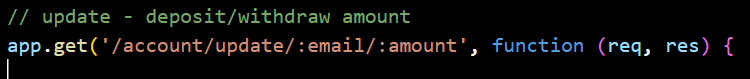 // update - deposit/withdraw amount
app.get('/account/update/:email/:amount', function (req, res) {